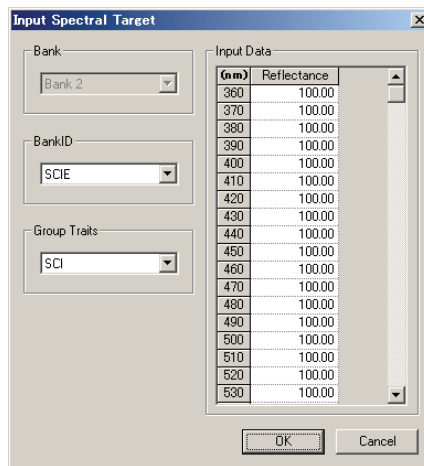 Input Spectral Target
Bank
Bank 2
BankID
SCIE
Group Traits
SCI
Input Data
(nm) Reflectance
360 100.00
370 100.00
380 100.00
390 100.00
400 100.00
410 100.00
420 100.00
430 100.00
440 100.00
450 100.00
460 100.00
470 100.00
480 100.00
490 100.00
500 100.00
510 100.00
520 100.00
530 100.00
OK Cancel